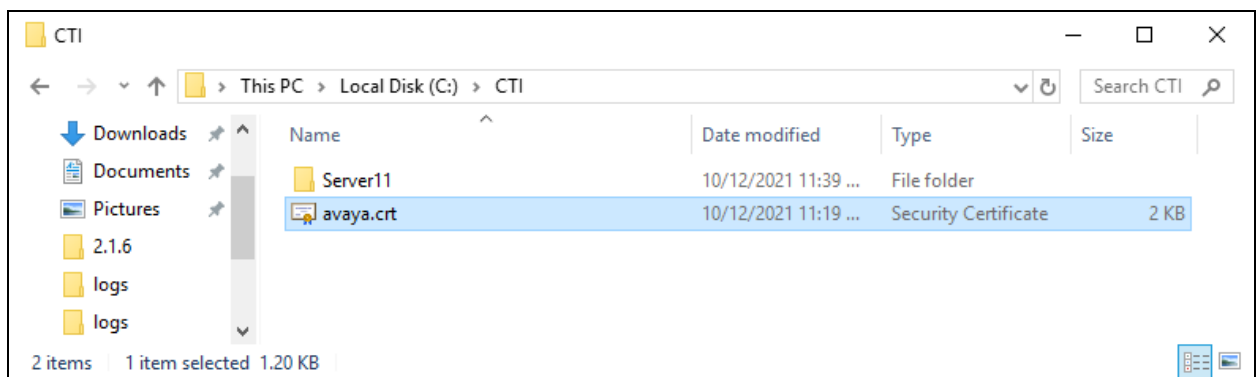 CTI
This PC > Local Disk (C:) > CTI
Search CTI
Downloads
Documents
Pictures
2.1.6
logs
logs
Name Date modified Type Size
Server11 10/12/2021 11:39 ... File folder
avaya.crt 10/12/2021 11:19 ... Security Certificate 2 KB
2 items 1 item selected 1.20 KB